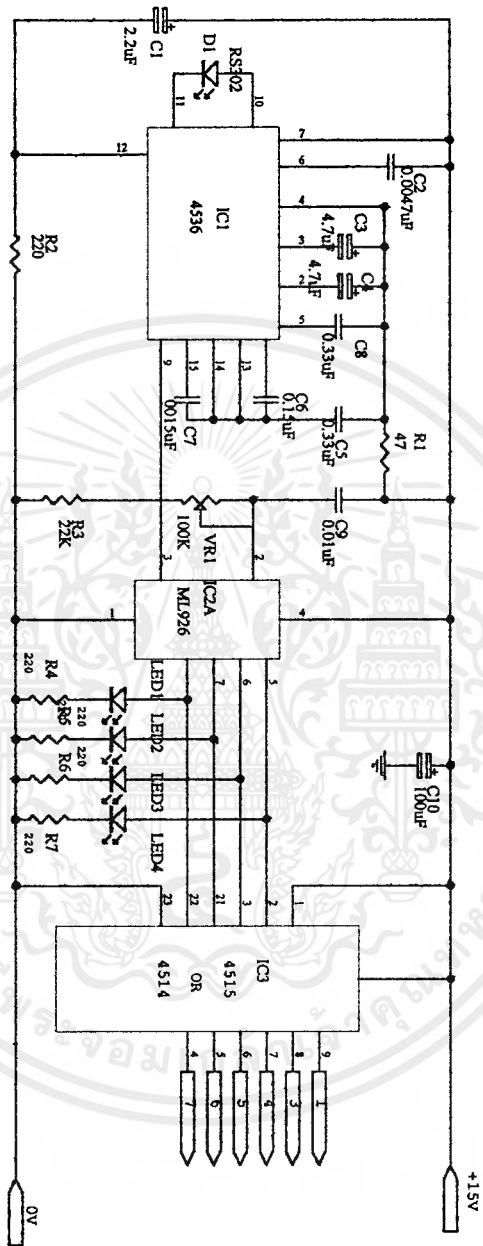 C1
2.2uF
RS302
D1
11
10
12
7
6
4
3
2
5
9
15
14
13
IC1
4536
C2
0.0047uF
C3
4.7uF
C4
4.7uF
C8
0.33uF
C5
0.33uF
C6
0.15uF
C7
0015uF
R1
47
R2
220
C9
0.01uF
R3
22K
VR1
100K
3
2
1
4
7
6
5
IC2A
ML926
R4
220
R5
220
R6
220
R7
220
LED1
LED2
LED3
LED4
C10
100uF
23
22
21
3
2
1
IC3
4515
OR
4514
9
8
7
6
5
4
1
3
4
5
6
7
+15V
0V